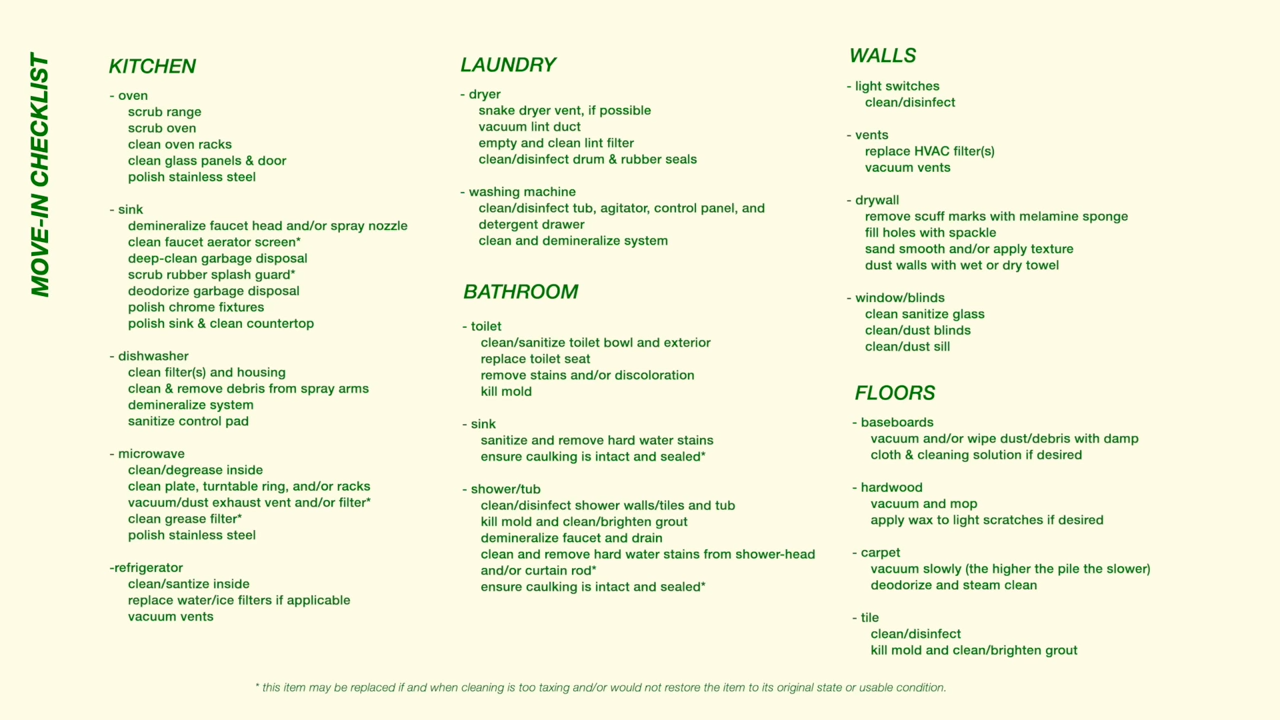 MOVE-IN CHECKLIST
KITCHEN
- oven
scrub range
scrub oven
clean oven racks
clean glass panels & door
polish stainless steel
- sink
demineralize faucet head and/or spray nozzle
clean faucet aerator screen*
deep-clean garbage disposal
scrub rubber splash guard*
deodorize garbage disposal
polish chrome fixtures
polish sink & clean countertop
- dishwasher
clean filter(s) and housing
clean & remove debris from spray arms
demineralize system
sanitize control pad
- microwave
clean/degrease inside
clean plate, turntable ring, and/or racks
vacuum/dust exhaust vent and/or filter*
clean grease filter*
polish stainless steel
-refrigerator
clean/santize inside
replace water/ice filters if applicable
vacuum vents
LAUNDRY
- dryer
snake dryer vent, if possible
vacuum lint duct
empty and clean lint filter
clean/disinfect drum & rubber seals
- washing machine
clean/disinfect tub, agitator, control panel, and
detergent drawer
clean and demineralize system
BATHROOM
- toilet
clean/sanitize toilet bowl and exterior
replace toilet seat
remove stains and/or discoloration
kill mold
- sink
sanitize and remove hard water stains
ensure caulking is intact and sealed*
- shower/tub
clean/disinfect shower walls/tiles and tub
kill mold and clean/brighten grout
demineralize faucet and drain
clean and remove hard water stains from shower-head
and/or curtain rod*
ensure caulking is intact and sealed*
WALLS
- light switches
clean/disinfect
- vents
replace HVAC filter(s)
vacuum vents
- drywall
remove scuff marks with melamine sponge
fill holes with spackle
sand smooth and/or apply texture
dust walls with wet or dry towel
- window/blinds
clean sanitize glass
clean/dust blinds
clean/dust sill
FLOORS
- baseboards
vacuum and/or wipe dust/debris with damp
cloth & cleaning solution if desired
- hardwood
vacuum and mop
apply wax to light scratches if desired
- carpet
vacuum slowly (the higher the pile the slower)
deodorize and steam clean
- tile
clean/disinfect
kill mold and clean/brighten grout
* this item may be replaced if and when cleaning is too taxing and/or would not restore the item to its original state or usable condition.